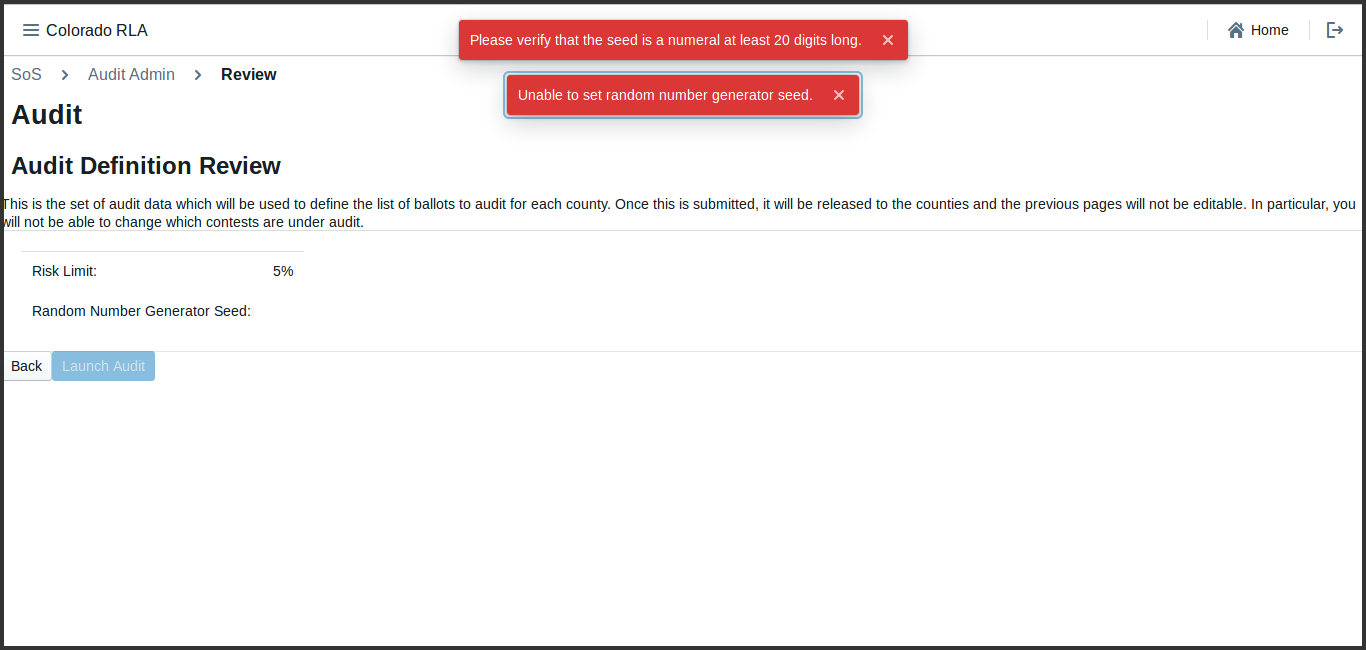 Colorado RLA
Please verify that the seed is a numeral at least 20 digits long.
Home
SoS Audit Admin Review
Unable to set random number generator seed.
Audit
Audit Definition Review
This is the set of audit data which will be used to define the list of ballots to audit for each county. Once this is submitted, it will be released to the counties and the previous pages will not be editable. In particular, you
will not be able to change which contests are under audit.
Risk Limit: 5%
Random Number Generator Seed:
Back Launch Audit